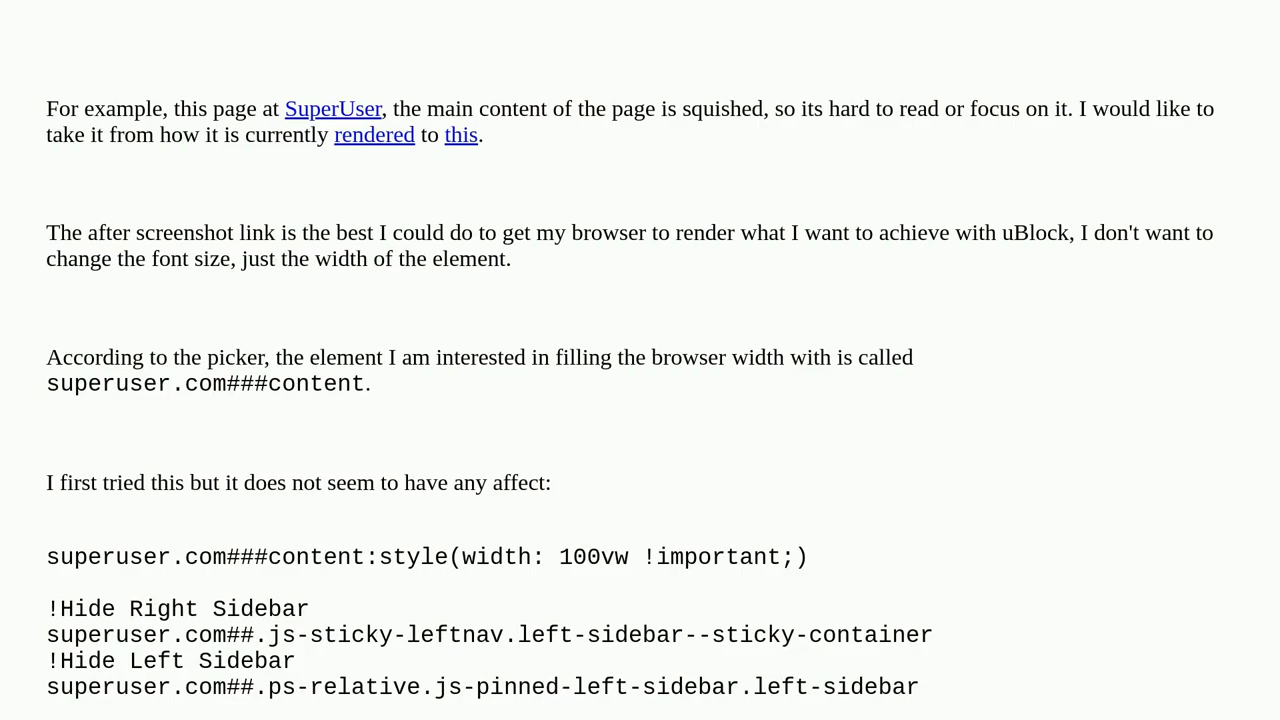 For example, this page at SuperUser, the main content of the page is squished, so its hard to read or focus on it. I would like to
take it from how it is currently rendered to this.
The after screenshot link is the best I could do to get my browser to render what I want to achieve with uBlock, I don't want to
change the font size, just the width of the element.
According to the picker, the element I am interested in filling the browser width with is called
superuser.com###content.
I first tried this but it does not seem to have any affect:
superuser.com###content:style(width: 100vw !important;)
!Hide Right Sidebar
superuser.com##.js-sticky-leftnav.left-sidebar--sticky-container
!Hide Left Sidebar
superuser.com##.ps-relative.js-pinned-left-sidebar.left-sidebar